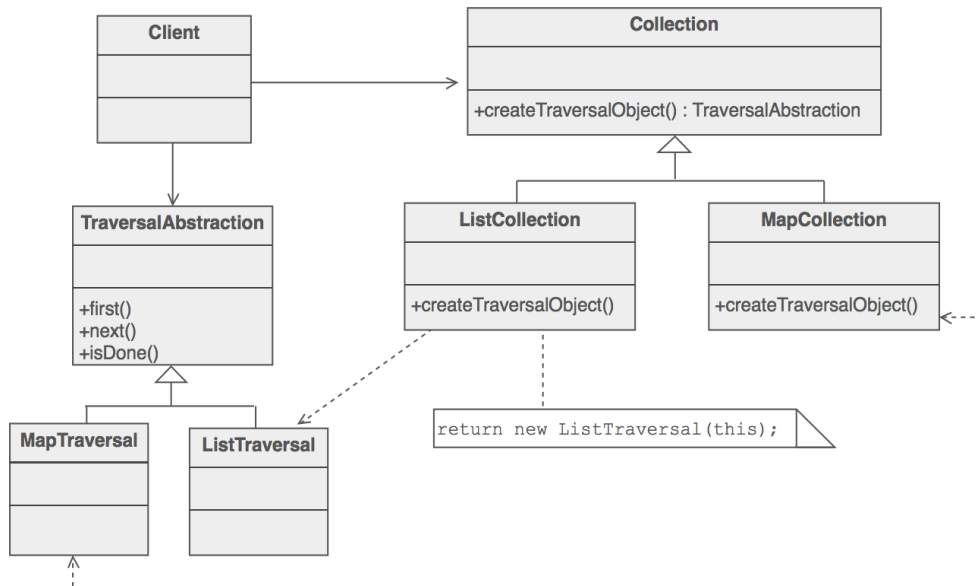 Client
Collection
+createTraversalObject() : TraversalAbstraction
TraversalAbstraction
+first()
+next()
+isDone()
ListCollection
+createTraversalObject()
MapCollection
+createTraversalObject()
return new ListTraversal(this);
MapTraversal
ListTraversal